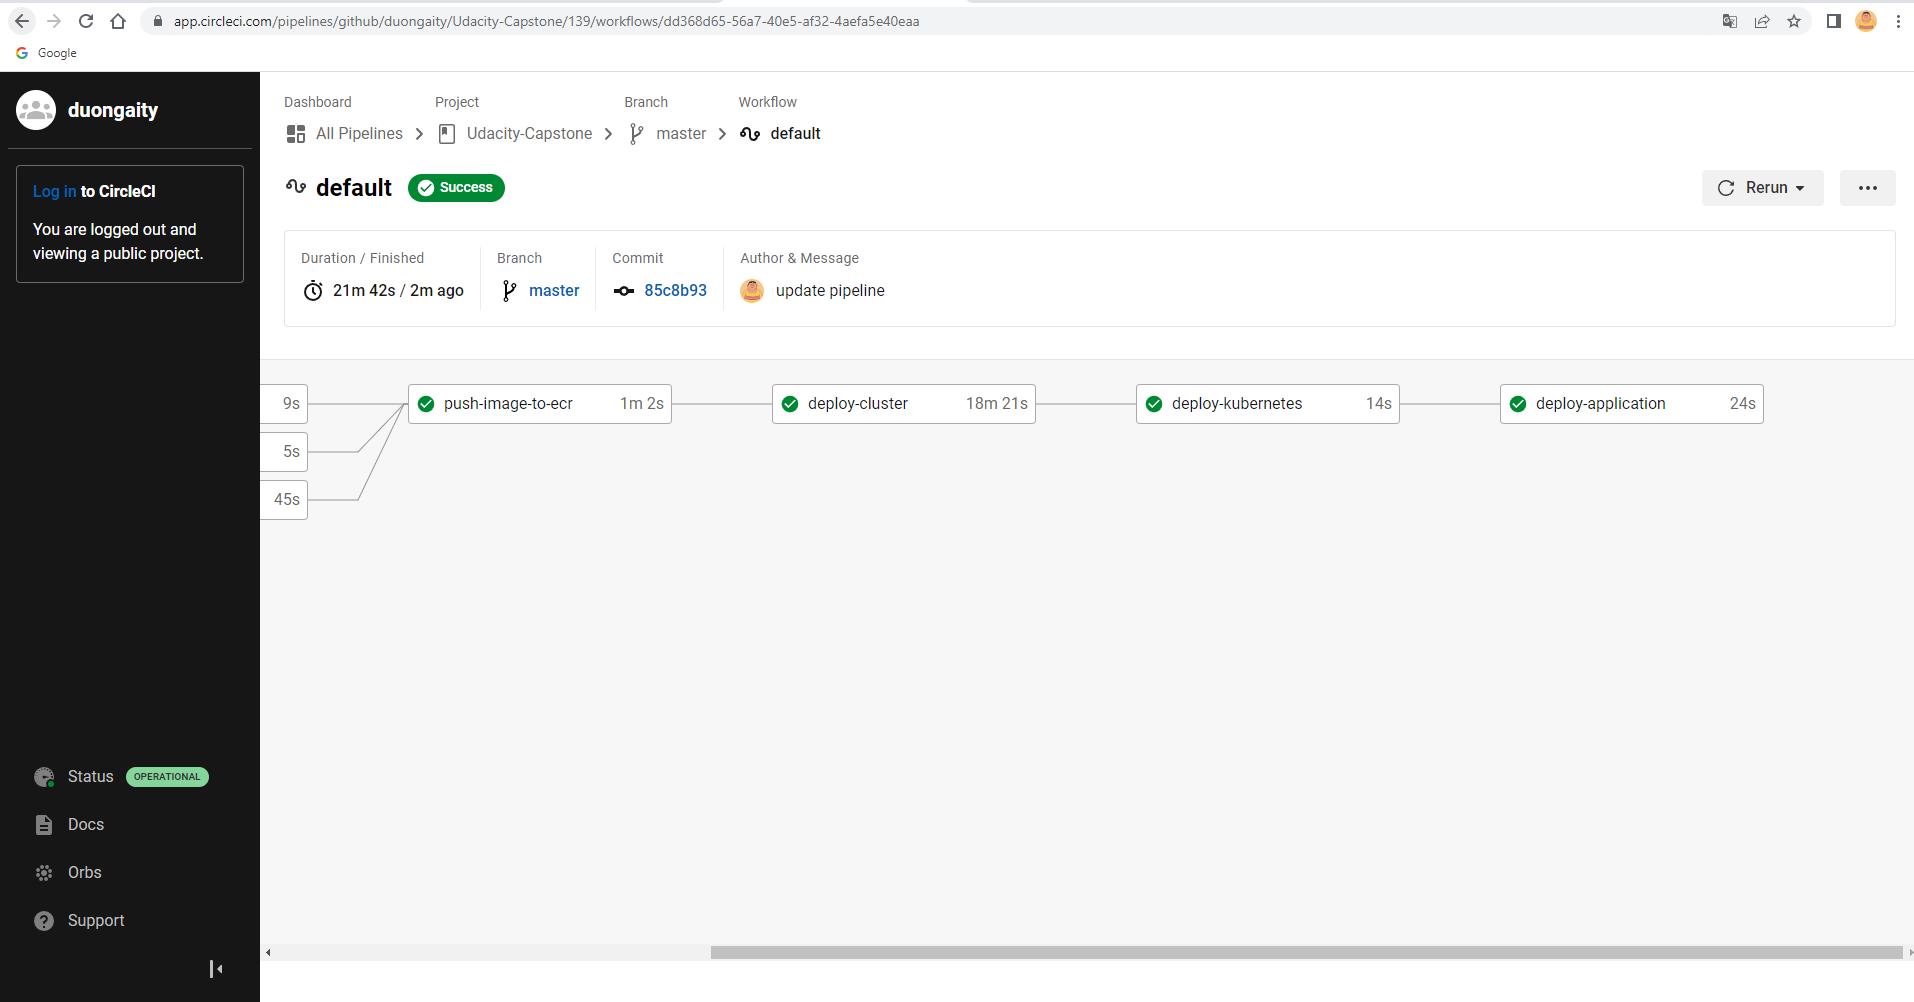 app.circleci.com/pipelines/github/duongaity/Udacity-Capstone/139/workflows/dd368d65-56a7-40e5-af32-4aefa5e40eaa
Google
duongaity
Log in to CircleCI
You are logged out and
viewing a public project.
Dashboard Project Branch Workflow
All Pipelines Udacity-Capstone master default
default Success Rerun
Duration / Finished Branch Commit Author & Message
21m 42s / 2m ago master 85c8b93 update pipeline
9s push-image-to-ecr 1m 2s deploy-cluster 18m 21s deploy-kubernetes 14s deploy-application 24s
5s
45s
Status OPERATIONAL
Docs
Orbs
Support